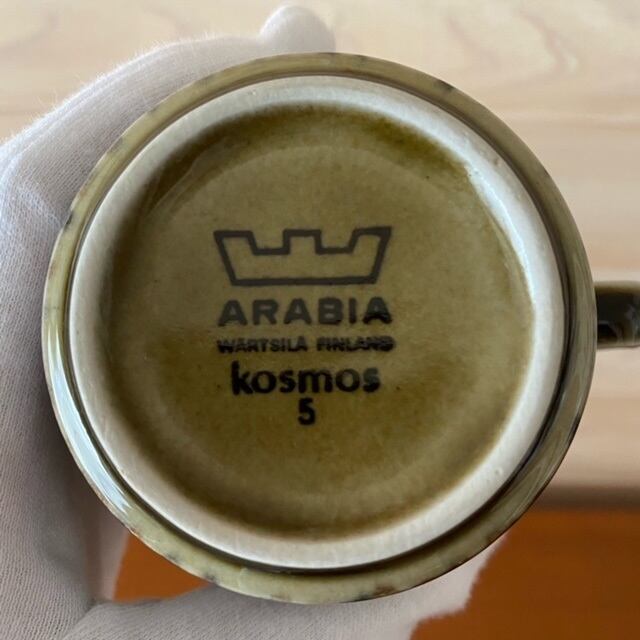 ARABIA
WÄRTSILÄ FINLAND
kosmos
5